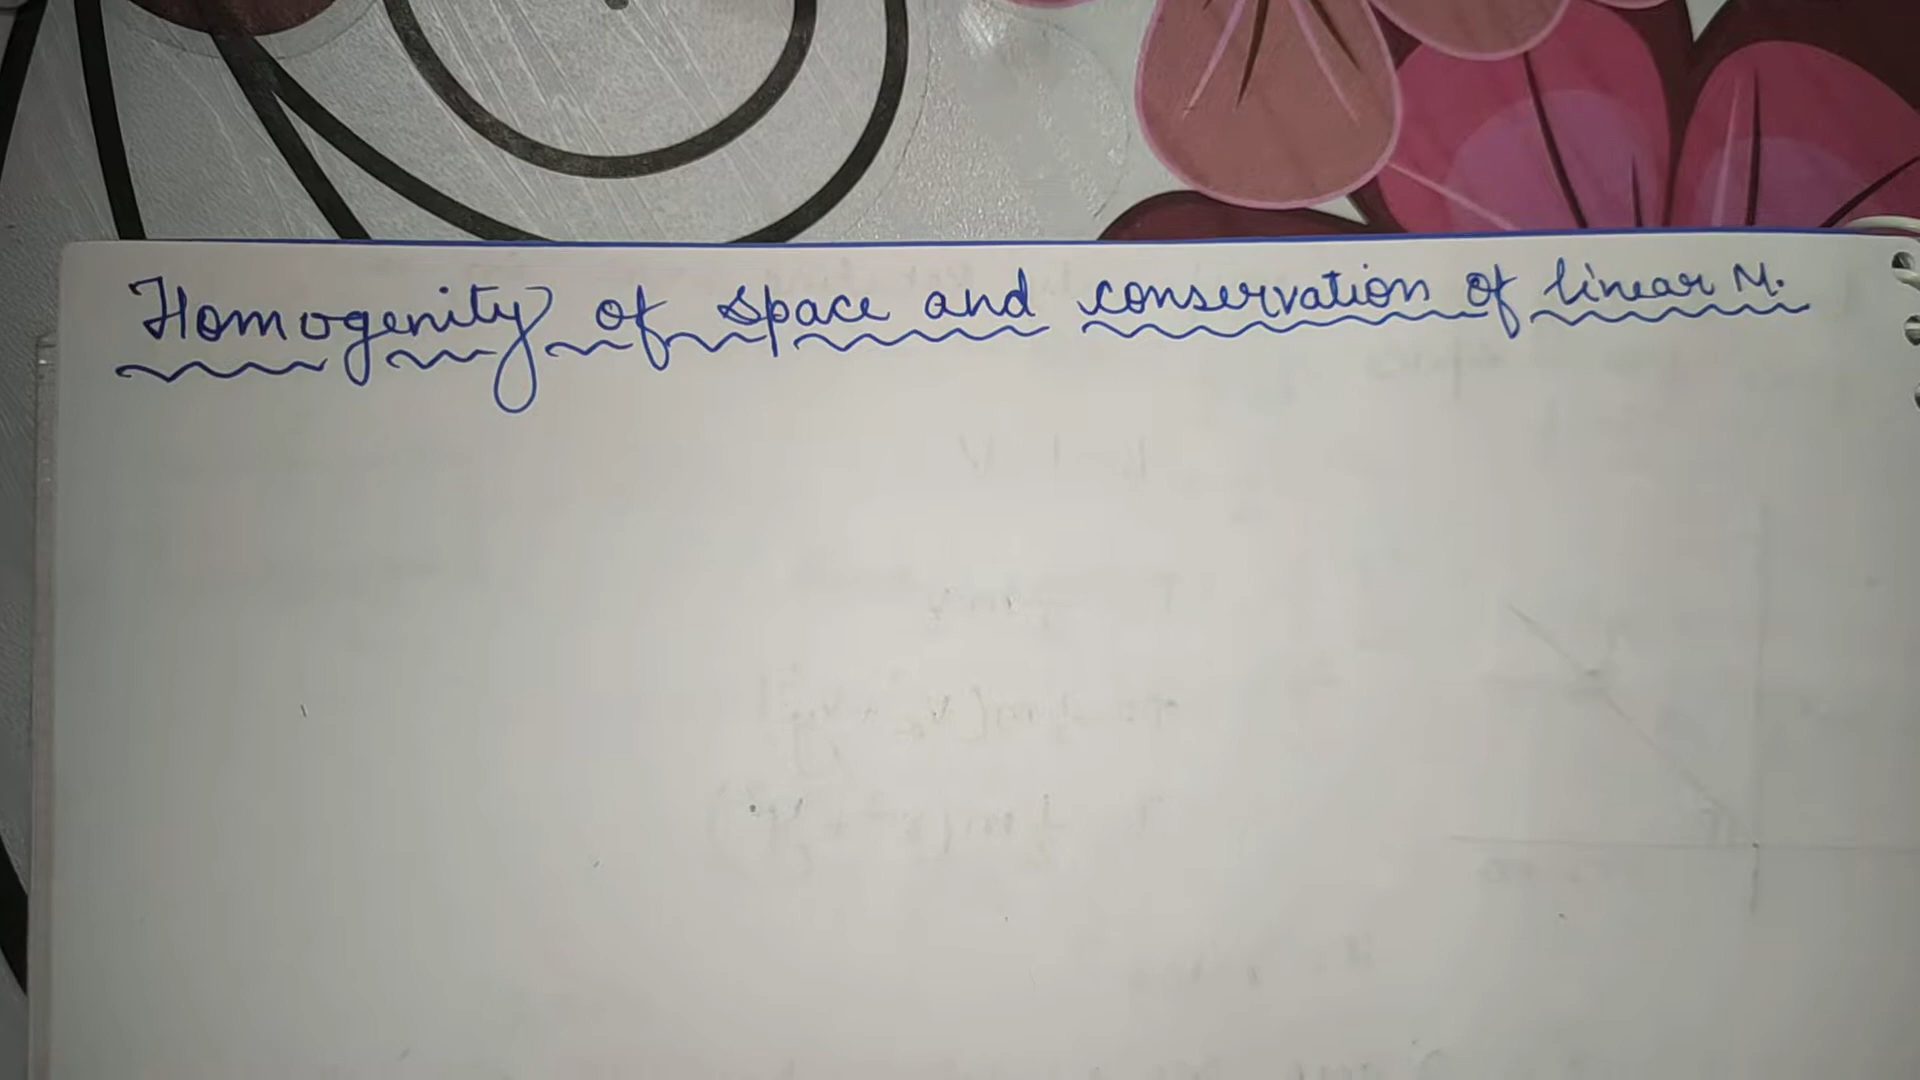 Homogenity of space and conservation of linear M.